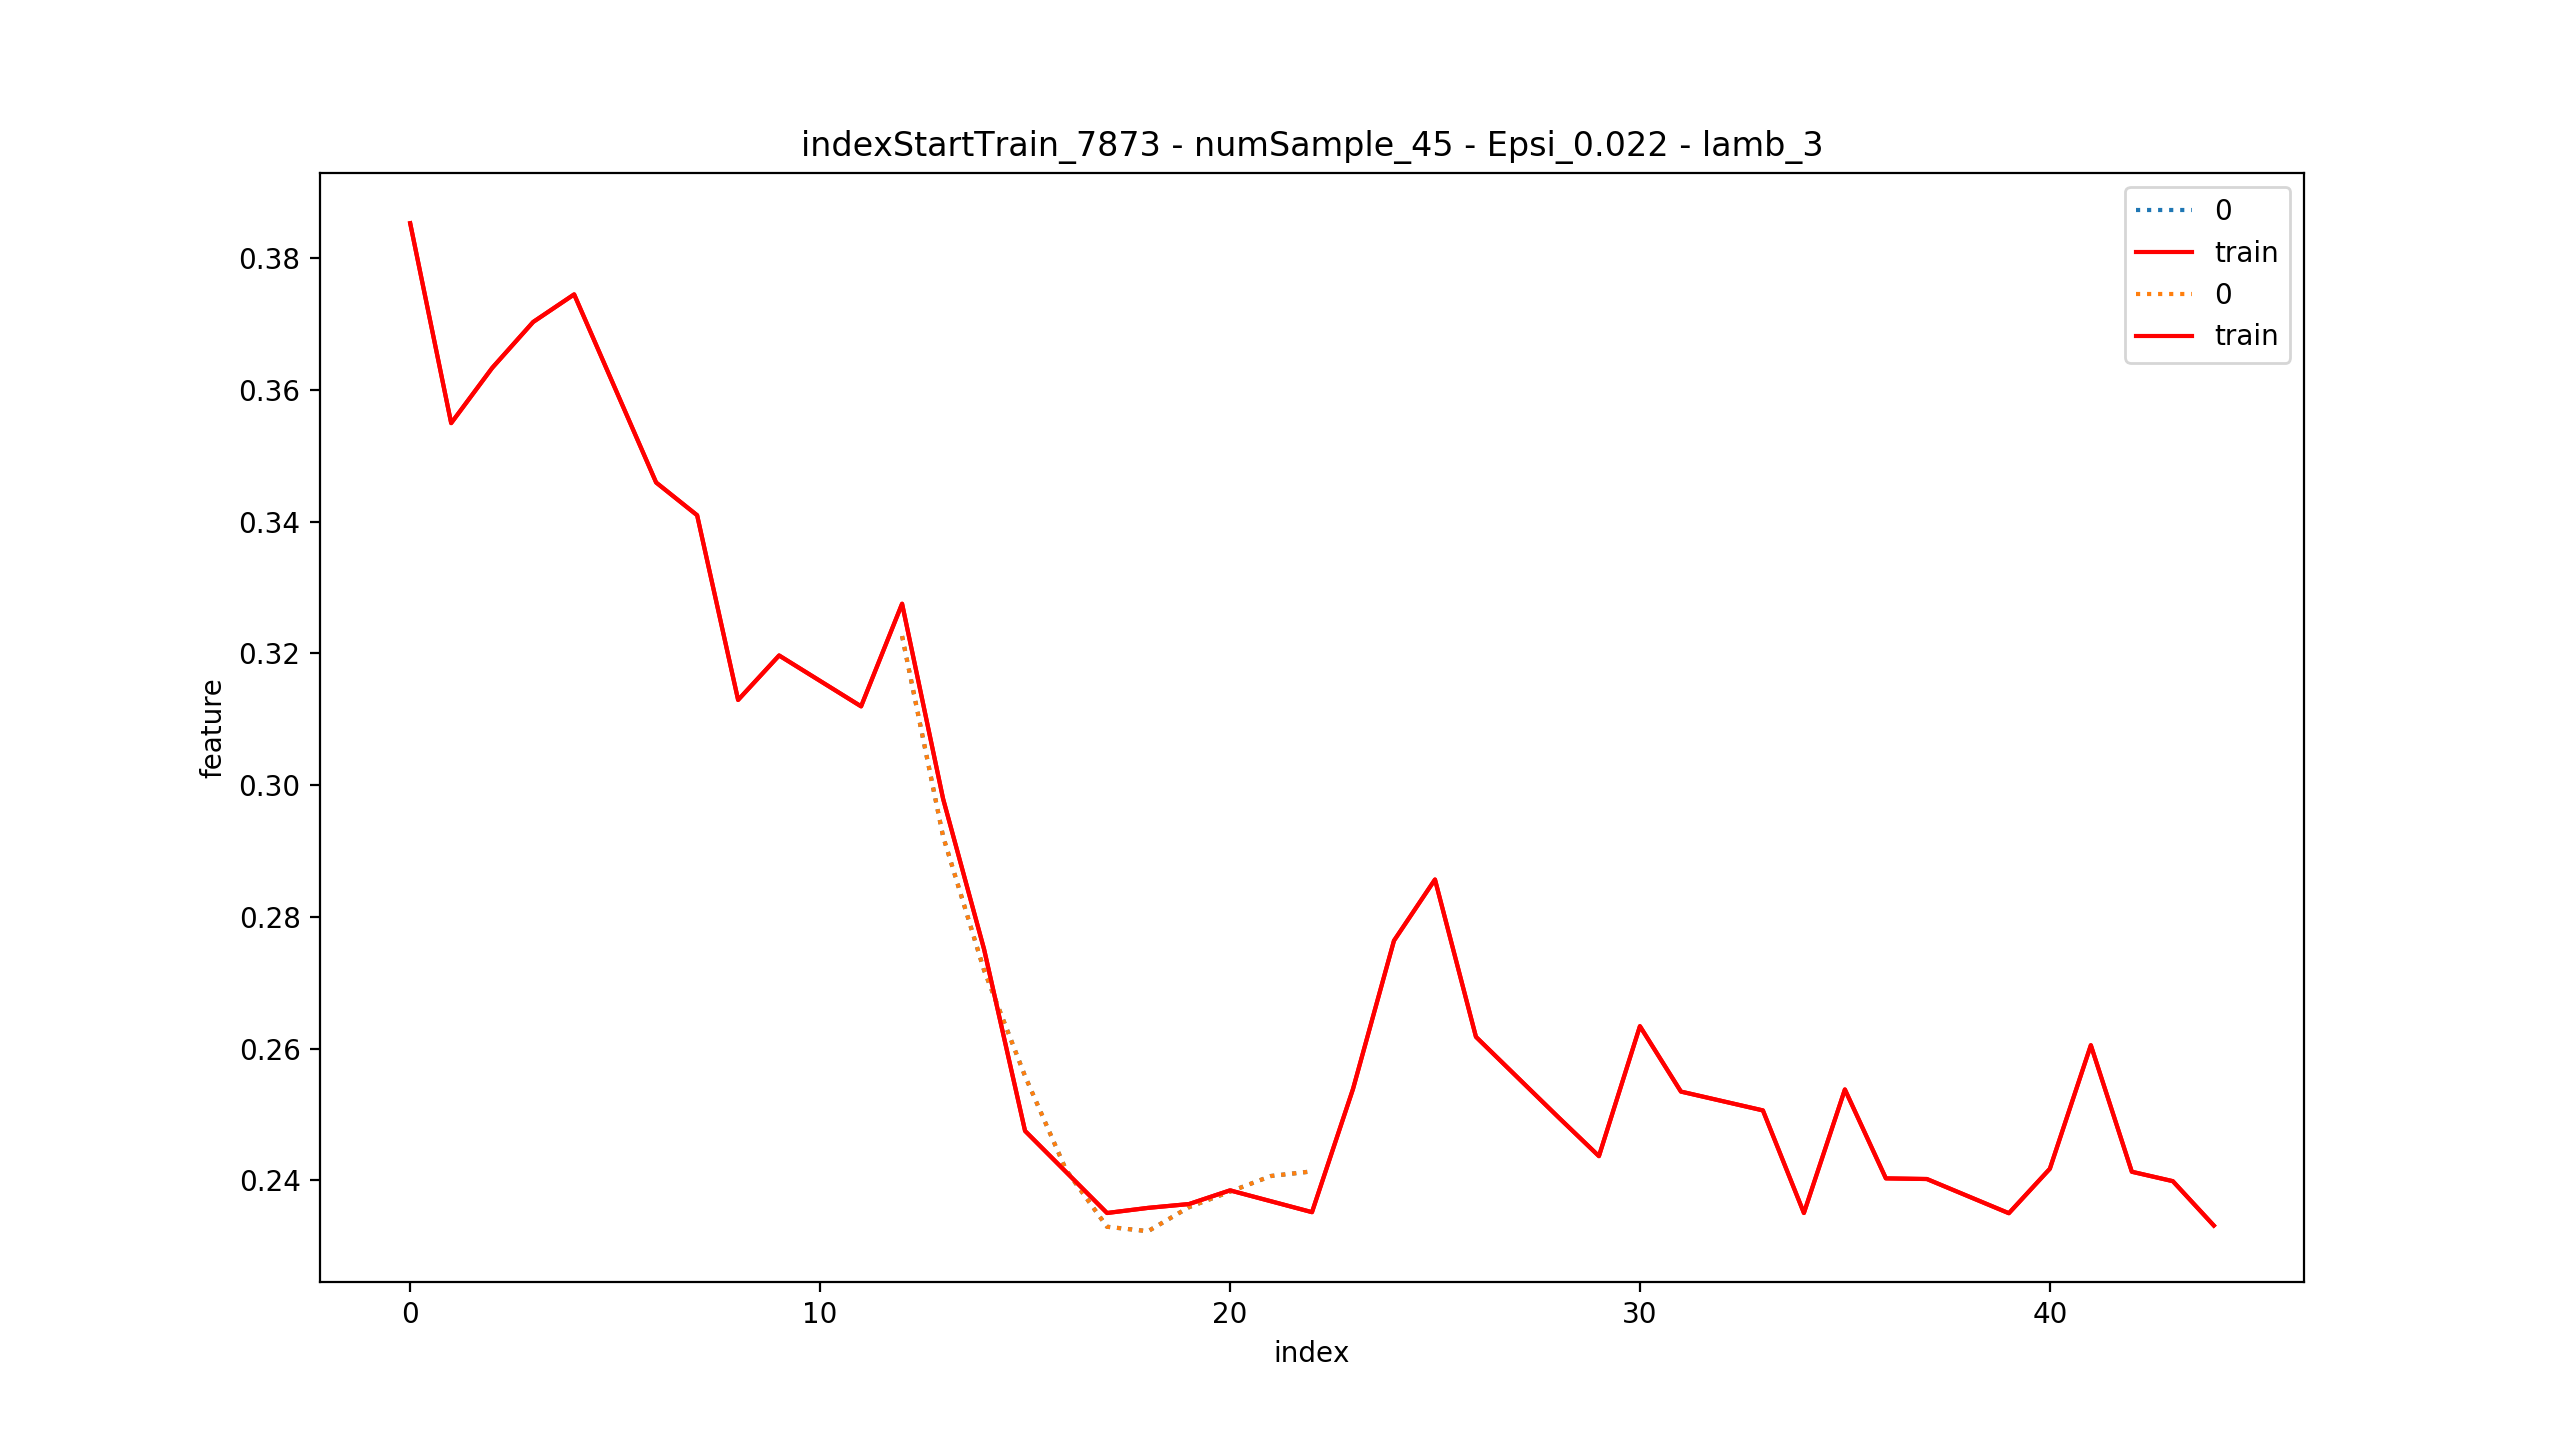 indexStartTrain_7873 - numSample_45 - Epsi_0.022 - lamb_3
0
train
0
train
0.38
0.36
0.34
0.32
0.30
0.28
0.26
0.24
feature
0 10 20 30 40
index